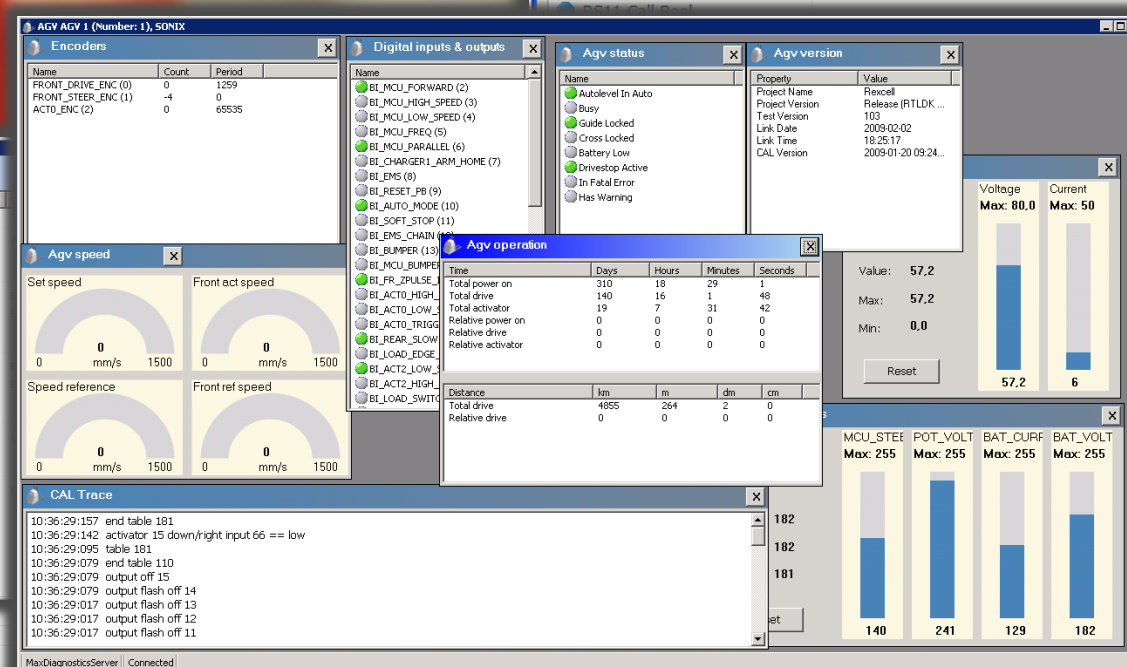 RS11 Call Pool
AGV AGV 1 (Number: 1), SONIX
Encoders
Name Count Period
FRONT_DRIVE_ENC (0) 0 1259
FRONT_STEER_ENC (1) -4 0
ACT0_ENC (2) 0 65535
Digital inputs & outputs
Name
BI_MCU_FORWARD (2)
BI_MCU_HIGH_SPEED (3)
BI_MCU_LOW_SPEED (4)
BI_MCU_FREQ (5)
BI_MCU_PARALLEL (6)
BI_CHARGER1_ARM_HOME (7)
BI_EMS (8)
BI_RESET_PB (9)
BI_AUTO_MODE (10)
BI_SOFT_STOP (11)
BI_EMS_CHAIN
BI_BUMPER (13)
BI_MCU_BUMPER
BI_FR_ZPULSE_
BI_ACT0_HIGH_
BI_ACT0_LOW_S
BI_ACT0_TRIGG
BI_REAR_SLOW
BI_LOAD_EDGE_
BI_ACT2_LOW_S
BI_ACT2_HIGH_
BI_LOAD_SWITC
Agv status
Name
Autolevel In Auto
Busy
Guide Locked
Cross Locked
Battery Low
Drivestop Active
In Fatal Error
Has Warning
Agv version
Property Value
Project Name Rexcell
Project Version Release (RTLDK ...
Test Version 103
Link Date 2009-02-02
Link Time 18:25:17
CAL Version 2009-01-20 09:24...
Voltage Current
Max: 80,0 Max: 50
Value: 57,2
Max: 57,2
Min: 0,0
Reset
57,2 6
Agv speed
Set speed Front act speed
0 0
0 mm/s 1500 0 mm/s 1500
Speed reference Front ref speed
0 0
0 mm/s 1500 0 mm/s 1500
Agv operation
Time Days Hours Minutes Seconds
Total power on 310 18 29 1
Total drive 140 16 1 48
Total activator 19 7 31 42
Relative power on 0 0 0 0
Relative drive 0 0 0 0
Relative activator 0 0 0 0
Distance km m dm cm
Total drive 4855 264 2 0
Relative drive 0 0 0 0
s
MCU_STEE POT_VOLT BAT_CURR BAT_VOLT
Max: 255 Max: 255 Max: 255 Max: 255
182
182
181
set
140 241 129 182
CAL Trace
10:36:29:157 end table 181
10:36:29:142 activator 15 down/right input 66 == low
10:36:29:095 table 181
10:36:29:079 end table 110
10:36:29:079 output off 15
10:36:29:079 output flash off 14
10:36:29:017 output flash off 13
10:36:29:017 output flash off 12
10:36:29:017 output flash off 11
MaxDiagnosticsServer Connected